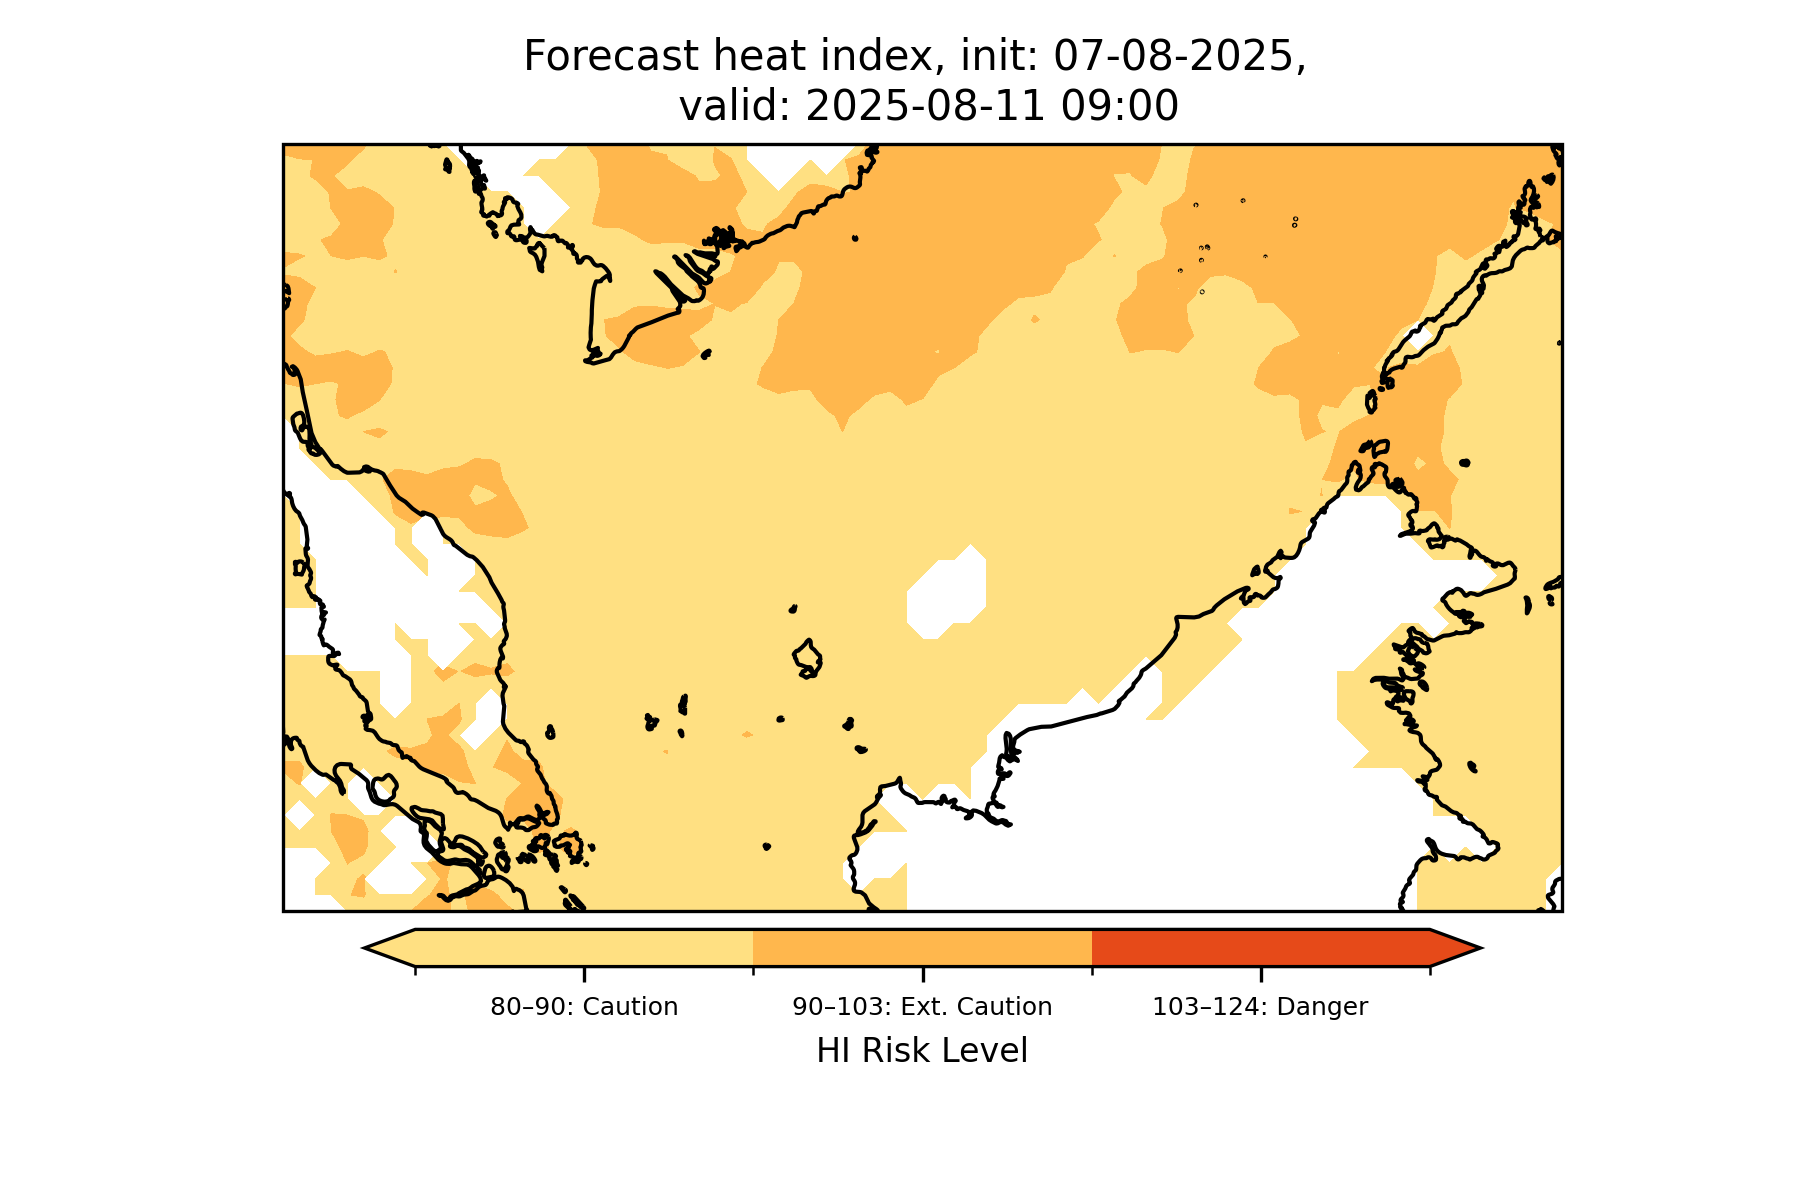 Forecast heat index, init: 07-08-2025,
valid: 2025-08-11 09:00
80–90: Caution
90–103: Ext. Caution
103–124: Danger
HI Risk Level